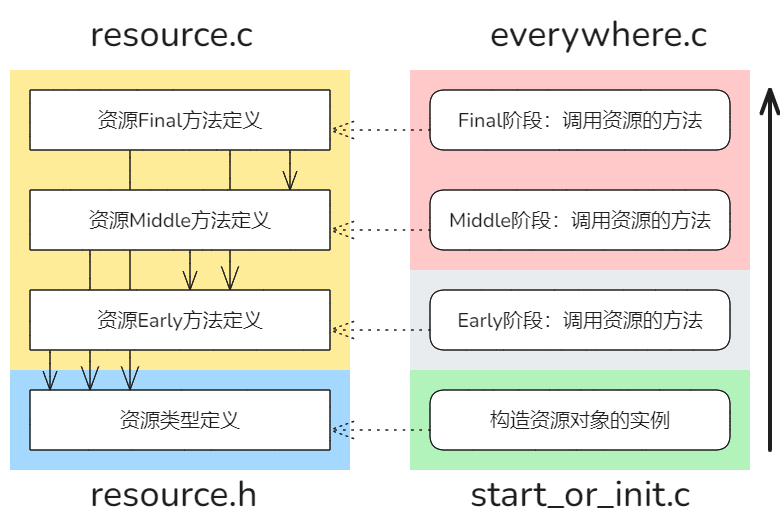 resource.c
everywhere.c
资源Final方法定义
Final阶段：调用资源的方法
资源Middle方法定义
Middle阶段：调用资源的方法
资源Early方法定义
Early阶段：调用资源的方法
资源类型定义
构造资源对象的实例
resource.h
start_or_init.c